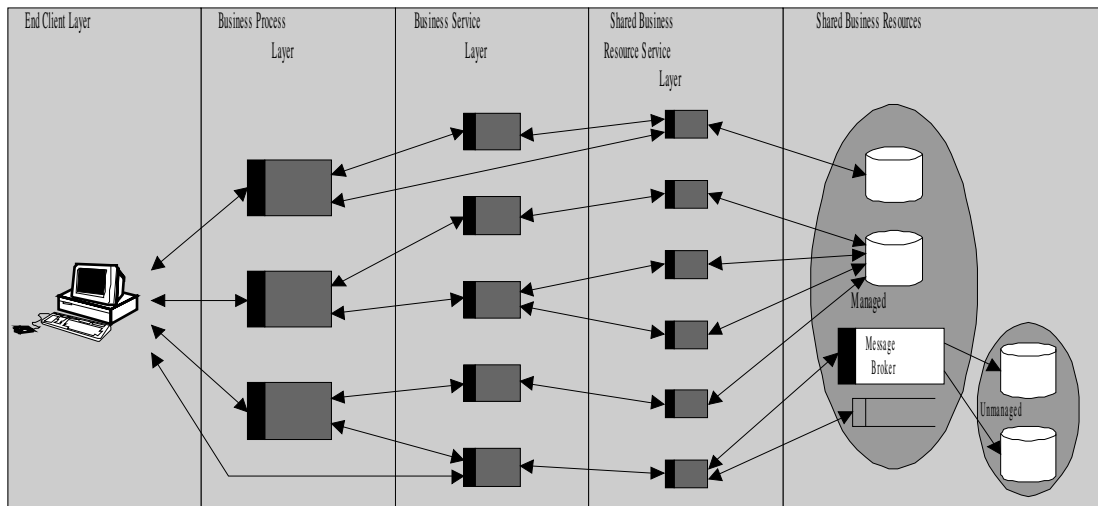 End Client Layer
Business Process
Layer
Business Service
Layer
Shared Business
Resource Service
Layer
Shared Business Resources
Managed
Message
Broker
Unmanaged